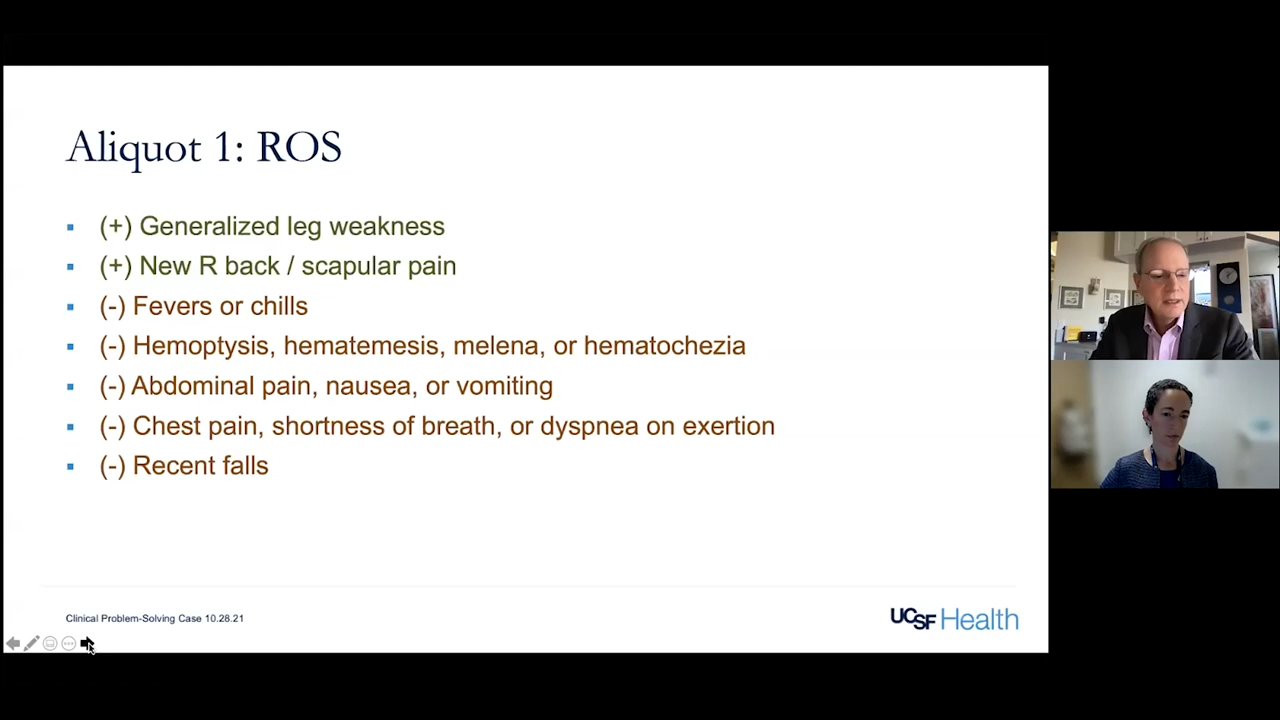 Aliquot 1: ROS
(+) Generalized leg weakness
(+) New R back / scapular pain
(-) Fevers or chills
(-) Hemoptysis, hematemesis, melena, or hematochezia
(-) Abdominal pain, nausea, or vomiting
(-) Chest pain, shortness of breath, or dyspnea on exertion
(-) Recent falls
Clinical Problem-Solving Case 10.28.21
UCSF Health